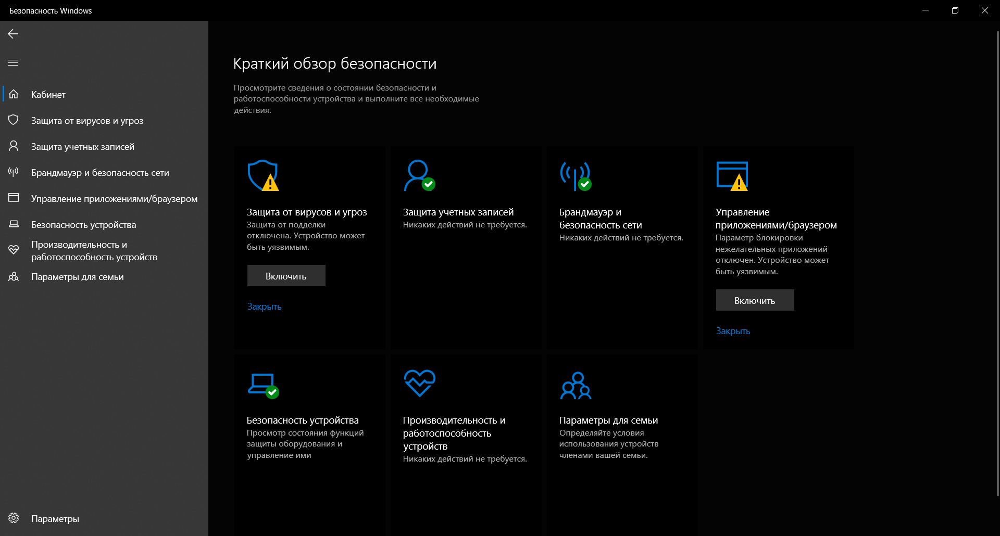 Безопасность Windows
Кабинет
Защита от вирусов и угроз
Защита учетных записей
Брандмауэр и безопасность сети
Управление приложениями/браузером
Безопасность устройства
Производительность и
работоспособность устройств
Параметры для семьи
Параметры
Краткий обзор безопасности
Просмотрите сведения о состоянии безопасности и
работоспособности устройства и выполните все необходимые
действия.
Защита от вирусов и угроз
Защита от подделки
отключена. Устройство может
быть уязвимым.
Включить
Закрыть
Защита учетных записей
Никаких действий не требуется.
Брандмауэр и
безопасность сети
Никаких действий не требуется.
Управление
приложениями/браузером
Параметр блокировки
нежелательных приложений
отключен. Устройство может
быть уязвимым.
Включить
Закрыть
Безопасность устройства
Просмотр состояния функций
защиты оборудования и
управление ими
Производительность и
работоспособность
устройств
Никаких действий не требуется.
Параметры для семьи
Определяйте условия
использования устройств
членами вашей семьи.